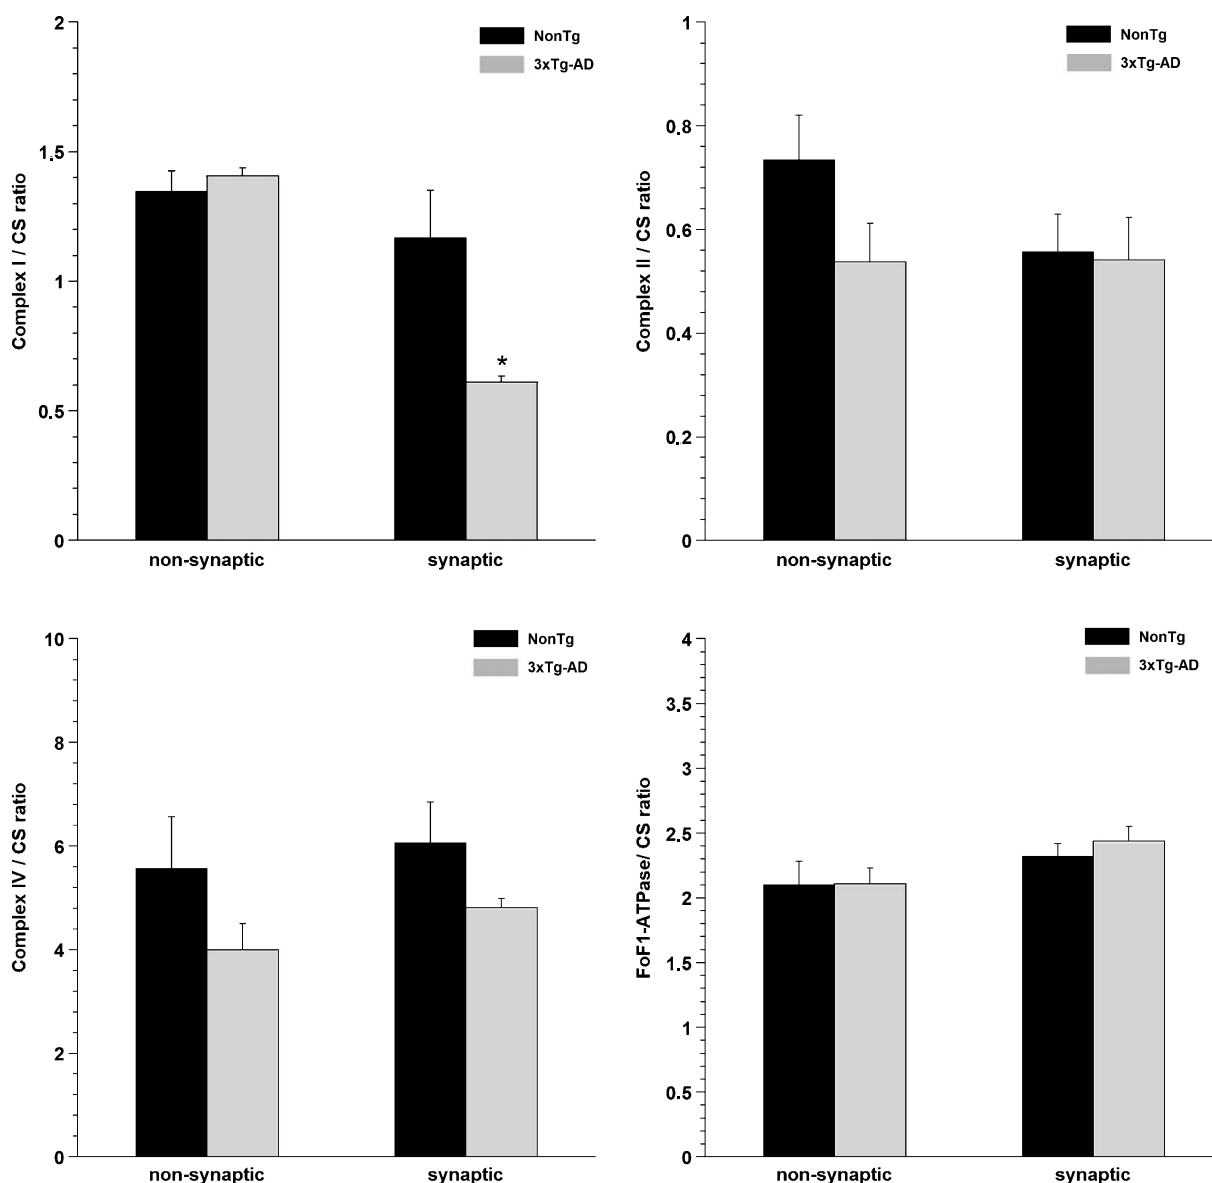 Complex I / CS ratio
2
1.5
1
0.5
0
NonTg
3xTg-AD
*
non-synaptic
synaptic
Complex II / CS ratio
1
0.8
0.6
0.4
0.2
0
NonTg
3xTg-AD
non-synaptic
synaptic
Complex IV / CS ratio
10
8
6
4
2
0
NonTg
3xTg-AD
non-synaptic
synaptic
FoF1-ATPase/ CS ratio
4
3.5
3
2.5
2
1.5
1
0.5
0
NonTg
3xTg-AD
non-synaptic
synaptic